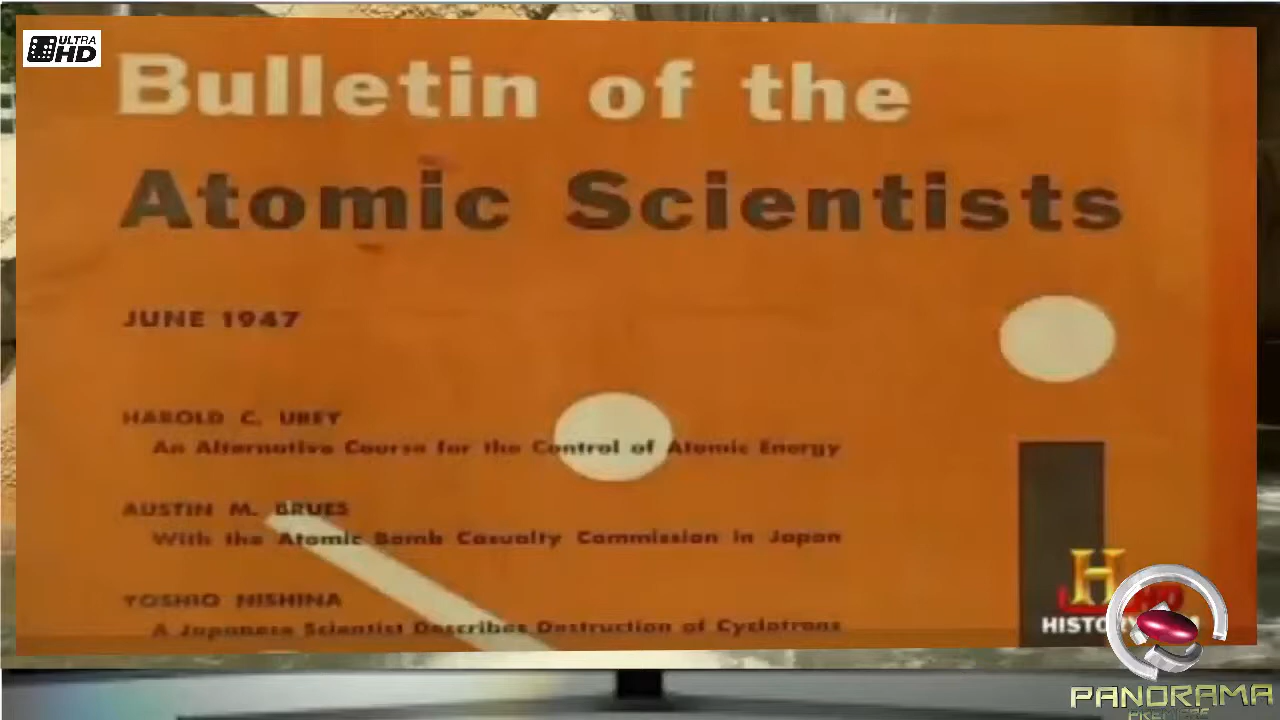 ULTRA
HD
Bulletin of the
Atomic Scientists
JUNE 1947
HAROLD C. UREY
An Alternative Course for the Control of Atomic Energy
AUSTIN M. BRUES
With the Atomic Bomb Casualty Commission in Japan
YOSHIO NISHINA
A Japanese Scientist Describes Destruction of Cyclotrons
H
HISTORY
PANORAMA
PREMIERE